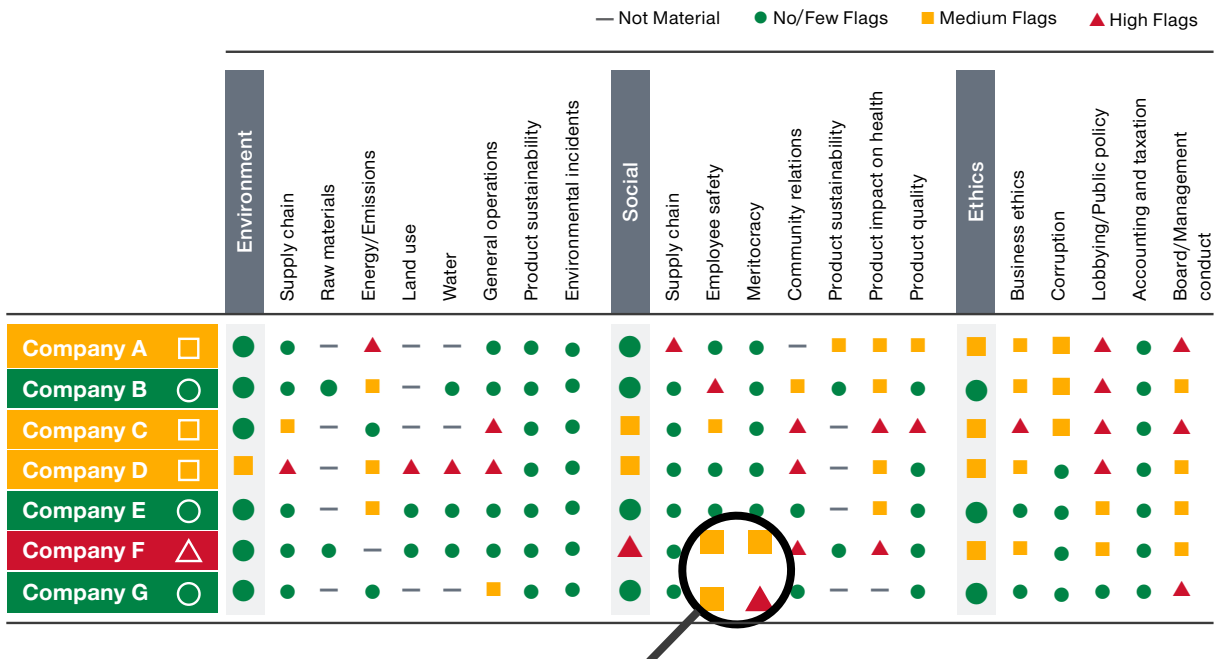 Not Material
No/Few Flags
Medium Flags
High Flags
Environment
Supply chain
Raw materials
Energy/Emissions
Land use
Water
General operations
Product sustainability
Environmental incidents
Social
Supply chain
Employee safety
Meritocracy
Community relations
Product sustainability
Product impact on health
Product quality
Ethics
Business ethics
Corruption
Lobbying/Public policy
Accounting and taxation
Board/Management
conduct
Company A
Company B
Company C
Company D
Company E
Company F
Company G